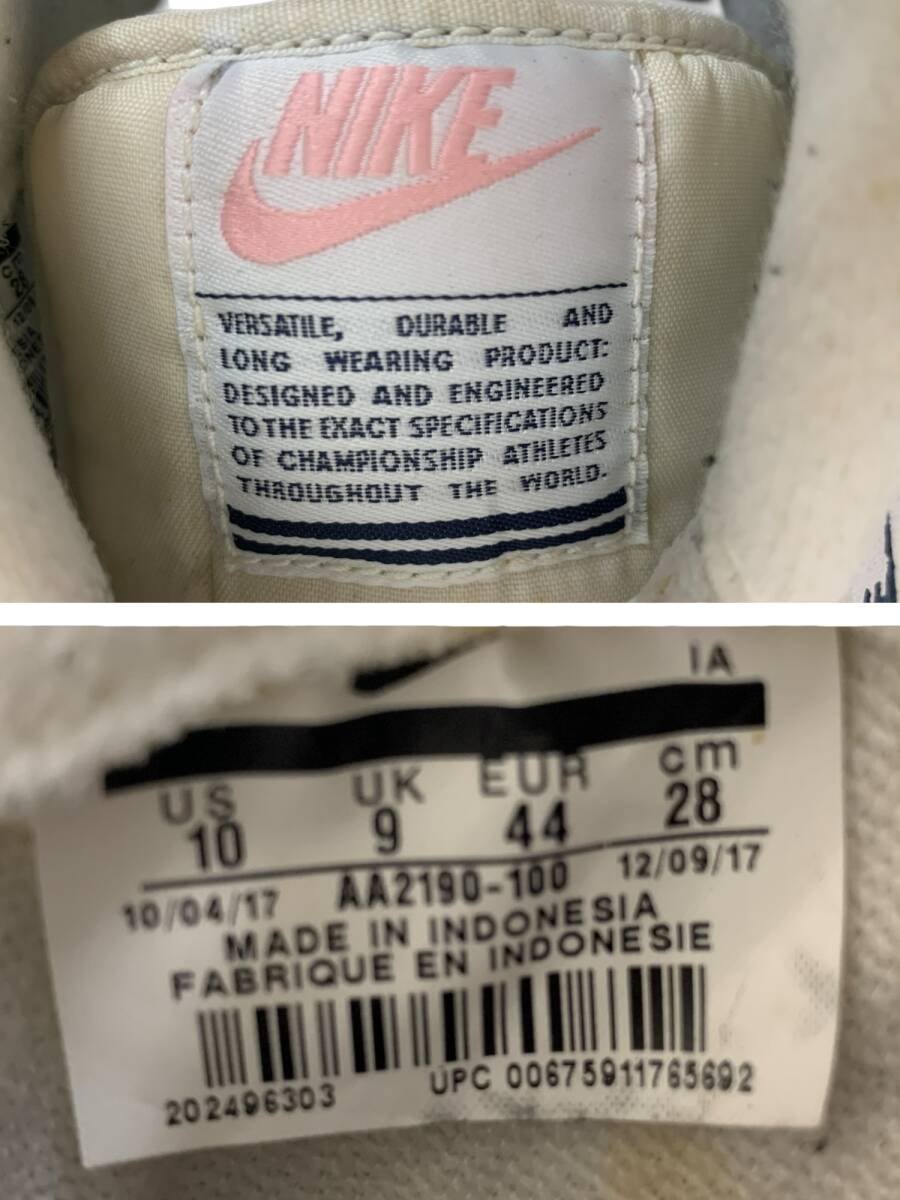 NIKE
VERSATILE, DURABLE AND
LONG WEARING PRODUCT:
DESIGNED AND ENGINEERED
TO THE EXACT SPECIFICATIONS
OF CHAMPIONSHIP ATHLETES
THROUGHOUT THE WORLD.
IA
US UK EUR cm
10 9 44 28
10/04/17 AA2190-100 12/09/17
MADE IN INDONESIA
FABRIQUE EN INDONESIE
202496303 UPC 00675911765692